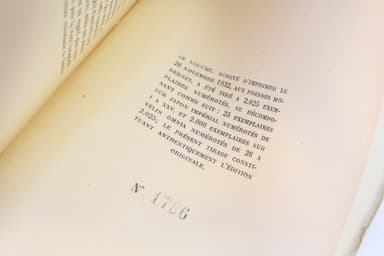 CE VOLUME, ACHEVÉ D'IMPRIMER LE
26 NOVEMBRE 1932, AUX PRESSES MO-
DERNES, A ÉTÉ TIRÉ A 2.025 EXEM-
PLAIRES NUMÉROTÉS, SE DÉCOMPO-
SANT COMME SUIT : 25 EXEMPLAIRES
SUR JAPON IMPÉRIAL NUMÉROTÉS DE
I A XXV, ET 2.000 EXEMPLAIRES SUR
VÉLIN OMNIA NUMÉROTÉS DE 26 A
2.025; LE PRÉSENT TIRAGE CONSTI-
TUANT AUTHENTIQUEMENT L'ÉDITION
ORIGINALE.
N° 1766